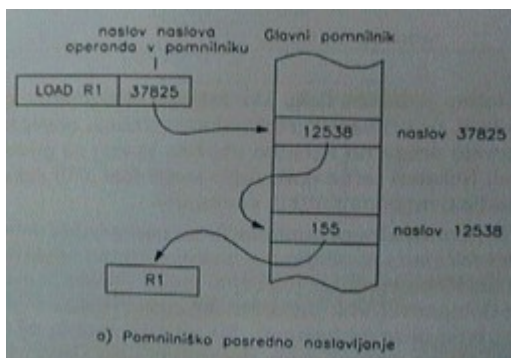 naslov naslova
operanda v pomnilniku
Glavni pomnilnik
LOAD R1 37825
12538 naslov 37825
155 naslov 12538
R1
a) Pomnilniško posredno naslavljanje